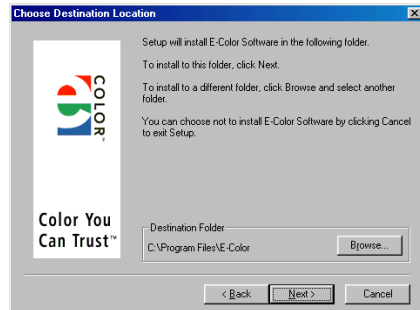 Choose Destination Location
Setup will install E-Color Software in the following folder.
To install to this folder, click Next.
To install to a different folder, click Browse and select another
folder.
You can choose not to install E-Color Software by clicking Cancel
to exit Setup.
COLOR
Color You
Can Trust™
Destination Folder
C:\Program Files\E-Color
Browse...
< Back
Next >
Cancel